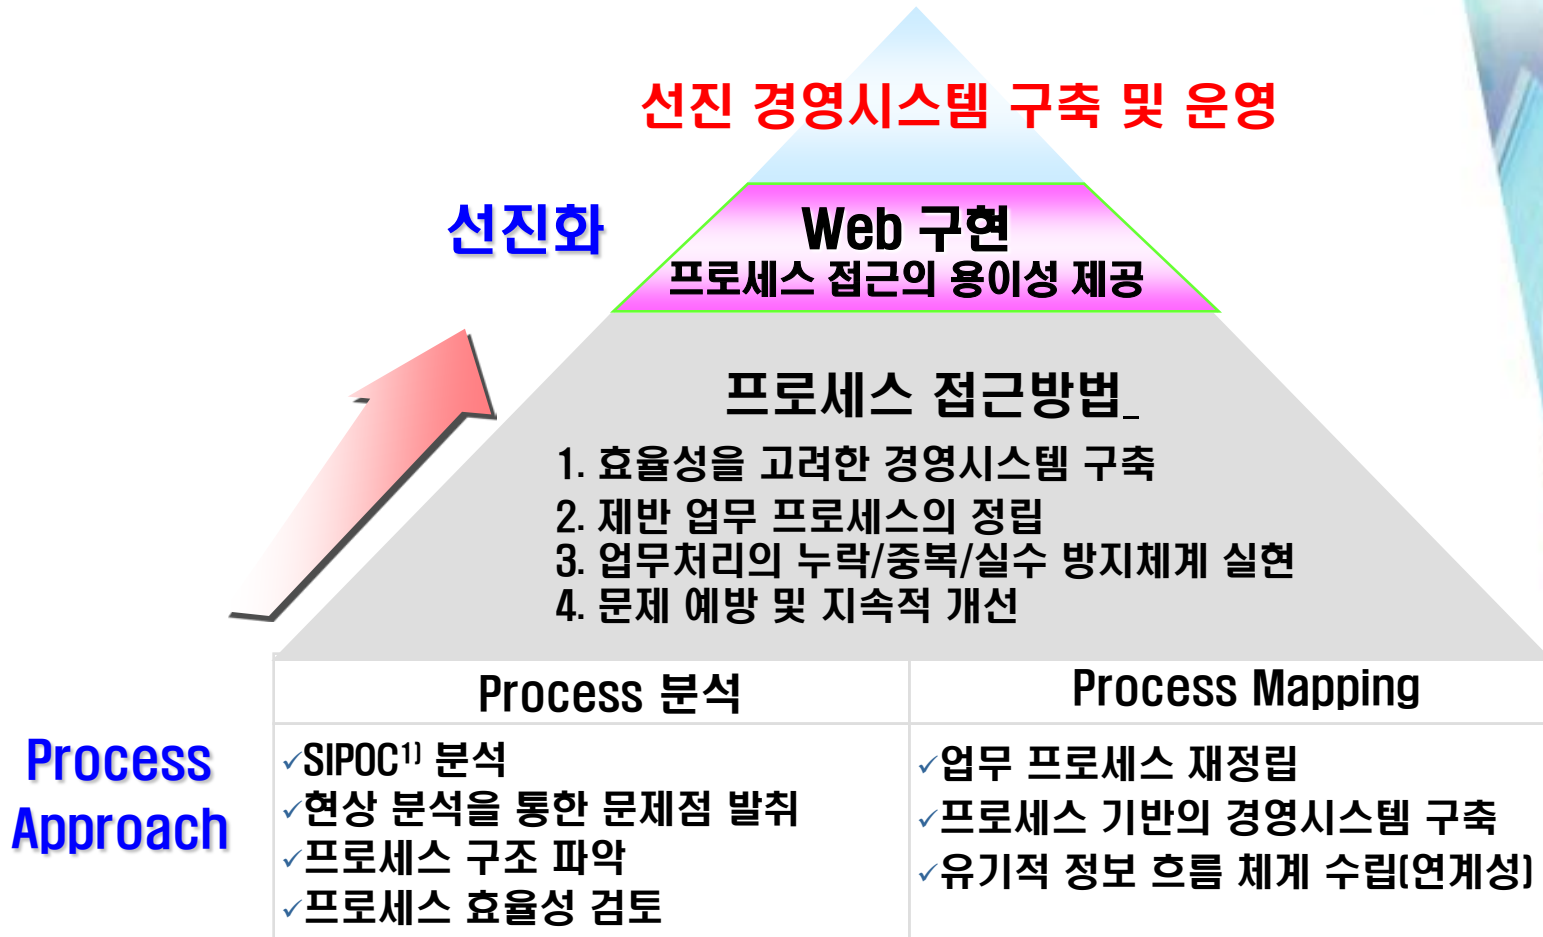 선진 경영시스템 구축 및 운영
선진화
Web 구현
프로세스 접근의 용이성 제공
프로세스 접근방법_
1. 효율성을 고려한 경영시스템 구축
2. 제반 업무 프로세스의 정립
3. 업무처리의 누락/중복/실수 방지체계 실현
4. 문제 예방 및 지속적 개선
Process
Approach
Process 분석
✓SIPOC¹⁾ 분석
✓현상 분석을 통한 문제점 발취
✓프로세스 구조 파악
✓프로세스 효율성 검토
Process Mapping
✓업무 프로세스 재정립
✓프로세스 기반의 경영시스템 구축
✓유기적 정보 흐름 체계 수립(연계성)